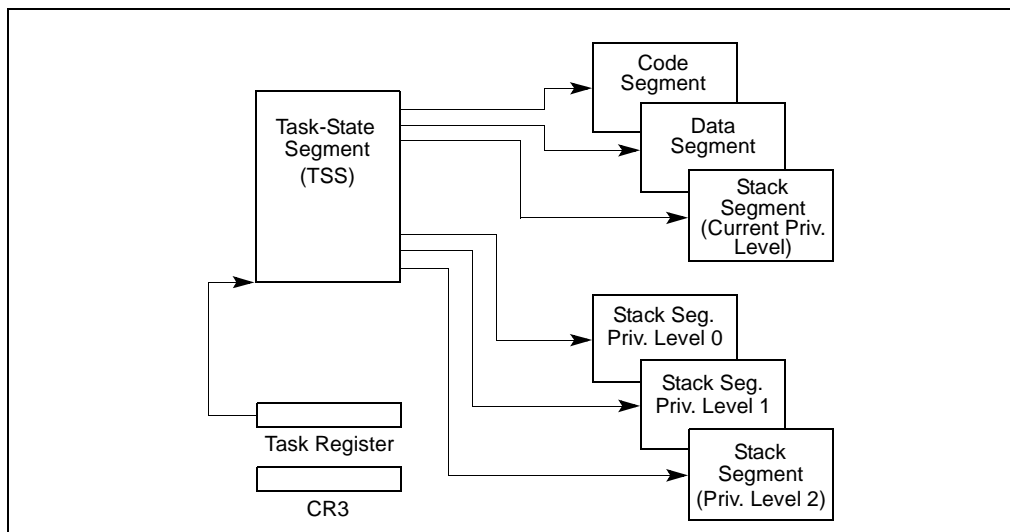 Code
Segment
Task-State
Segment
(TSS)
Data
Segment
Stack
Segment
(Current Priv.
Level)
Stack Seg.
Priv. Level 0
Stack Seg.
Priv. Level 1
Task Register
Stack
Segment
(Priv. Level 2)
CR3